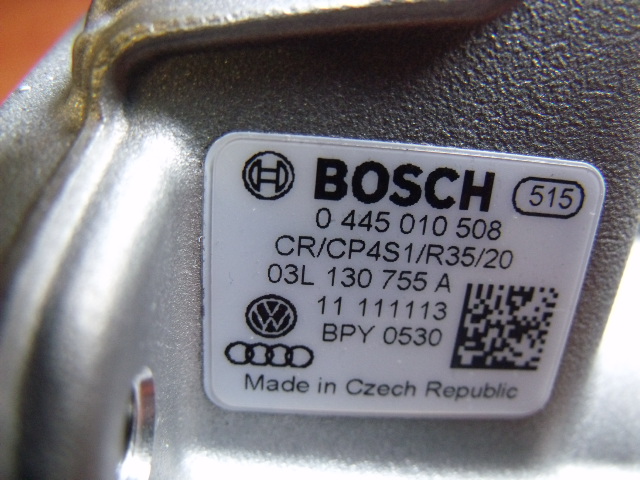 BOSCH 515
0 445 010 508
CR/CP4S1/R35/20
03L 130 755 A
11 111113
BPY 0530
Made in Czech Republic